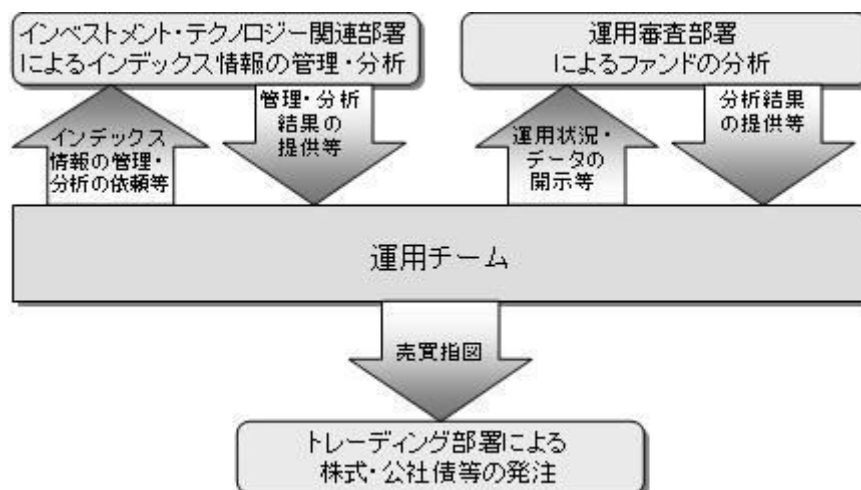 インベストメント・テクノロジー関連部署
によるインデックス情報の管理・分析
運用審査部署
によるファンドの分析
インデックス
情報の管理・
分析の依頼等
管理・分析
結果の
提供等
運用状況・
データの
開示等
分析結果
の提供等
運用チーム
売買指図
トレーディング部署による
株式・公社債等の発注